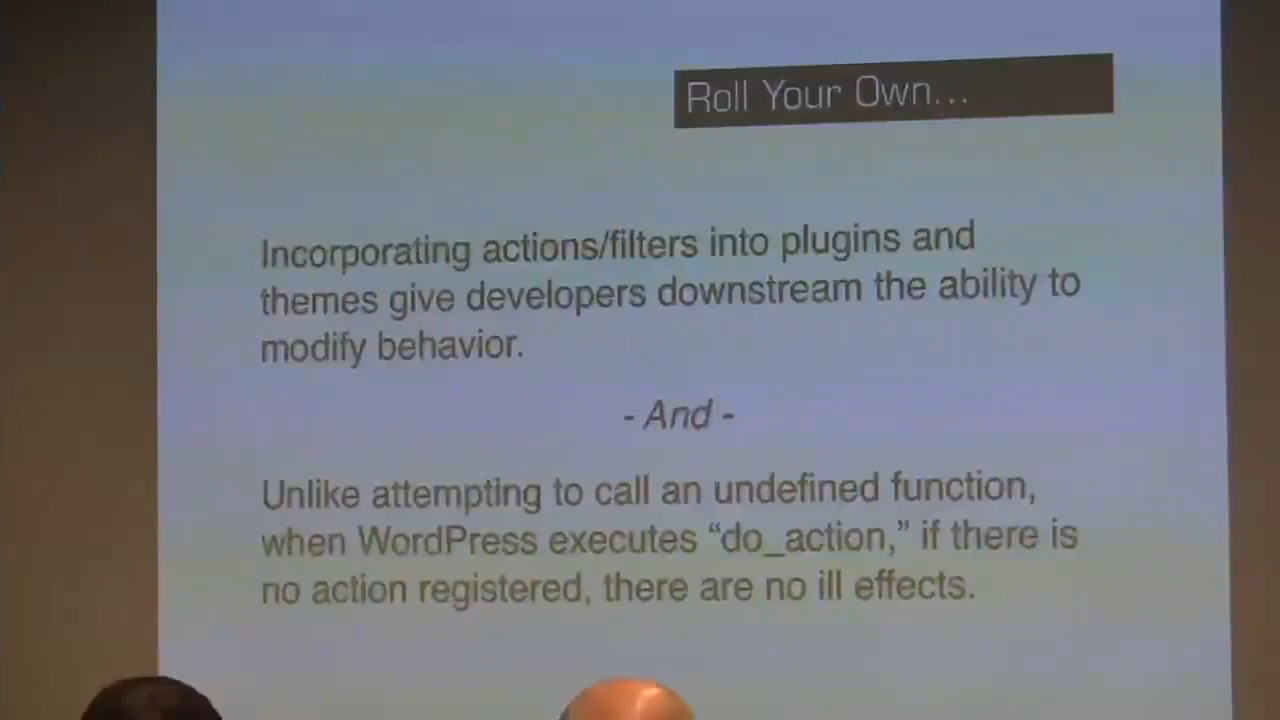 Roll Your Own...
Incorporating actions/filters into plugins and
themes give developers downstream the ability to
modify behavior.
- And -
Unlike attempting to call an undefined function,
when WordPress executes “do_action,” if there is
no action registered, there are no ill effects.